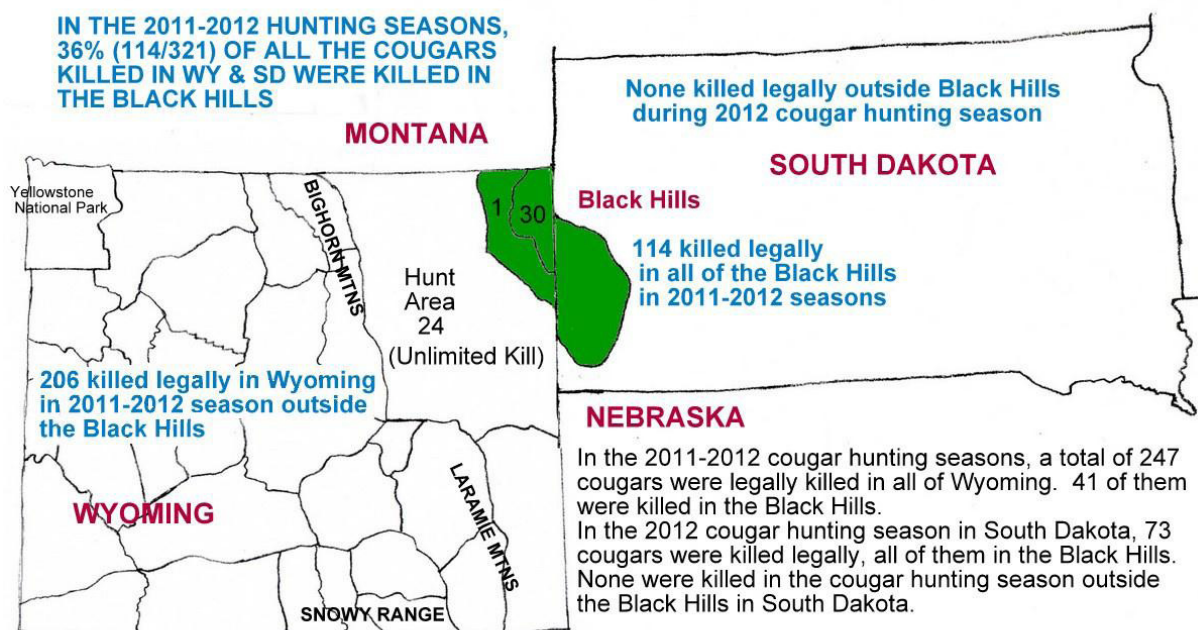 IN THE 2011-2012 HUNTING SEASONS,
36% (114/321) OF ALL THE COUGARS
KILLED IN WY & SD WERE KILLED IN
THE BLACK HILLS
None killed legally outside Black Hills
during 2012 cougar hunting season
MONTANA
SOUTH DAKOTA
Yellowstone
National Park
BIGHORN MTNS
1
30
Black Hills
114 killed legally
in all of the Black Hills
in 2011-2012 seasons
Hunt
Area
24
(Unlimited Kill)
206 killed legally in Wyoming
in 2011-2012 season outside
the Black Hills
NEBRASKA
In the 2011-2012 cougar hunting seasons, a total of 247
cougars were legally killed in all of Wyoming. 41 of them
were killed in the Black Hills.
In the 2012 cougar hunting season in South Dakota, 73
cougars were killed legally, all of them in the Black Hills.
None were killed in the cougar hunting season outside
the Black Hills in South Dakota.
WYOMING
LARAMIE MTNS
SNOWY RANGE